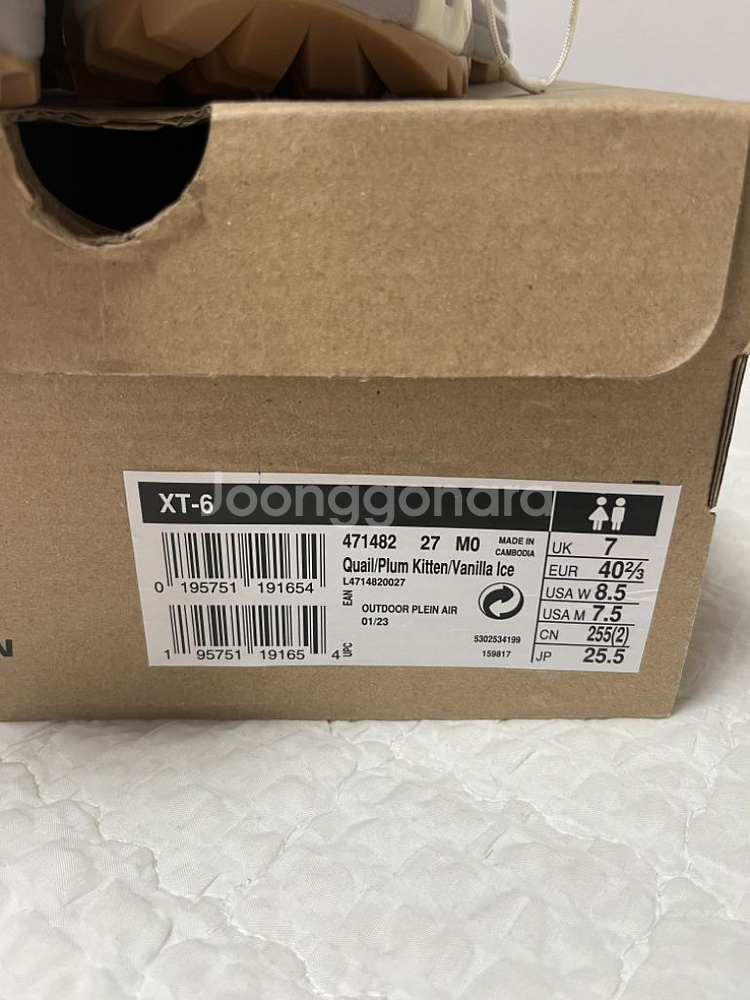 Joonggonara
XT-6
0 195751 191654
1 95751 19165 4
EAN
UPC
471482 27 M0
MADE IN
CAMBODIA
Quail/Plum Kitten/Vanilla Ice
L4714820027
OUTDOOR PLEIN AIR
01/23
5302534199
159817
UK 7
EUR 40⅔
USA W 8.5
USA M 7.5
CN 255(2)
JP 25.5
N